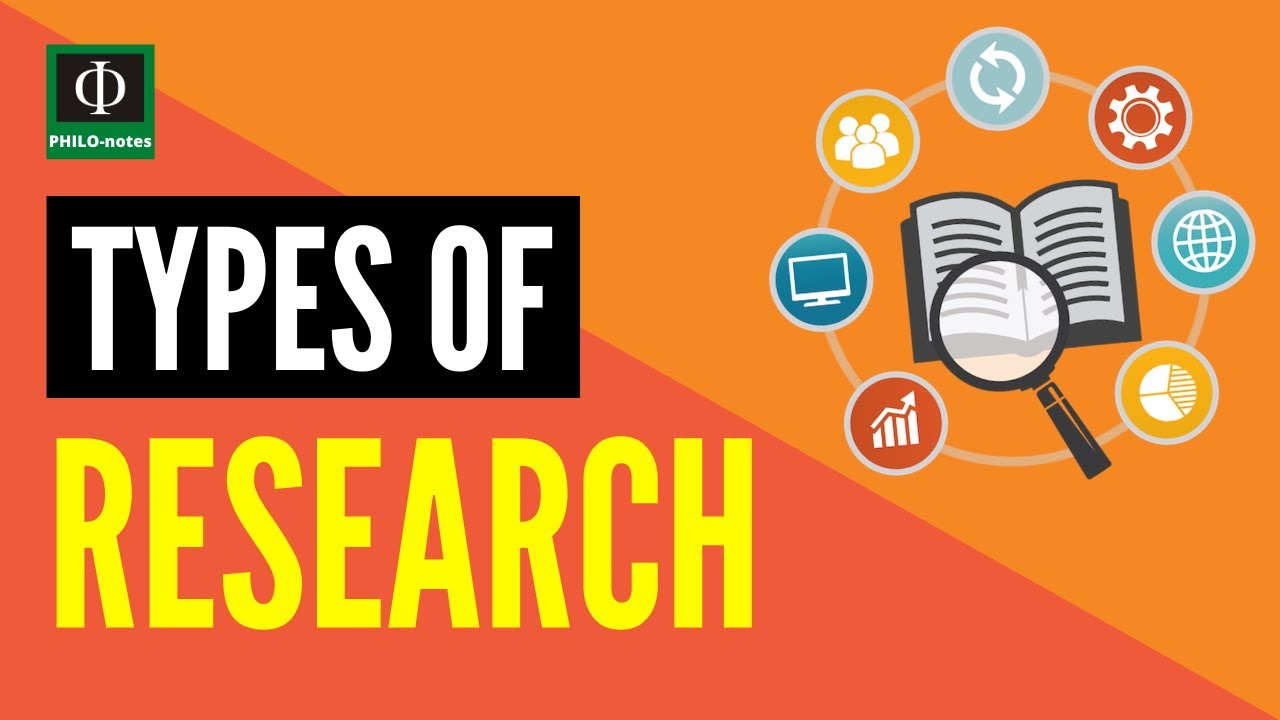 Φ
PHILO-notes
TYPES OF
RESEARCH